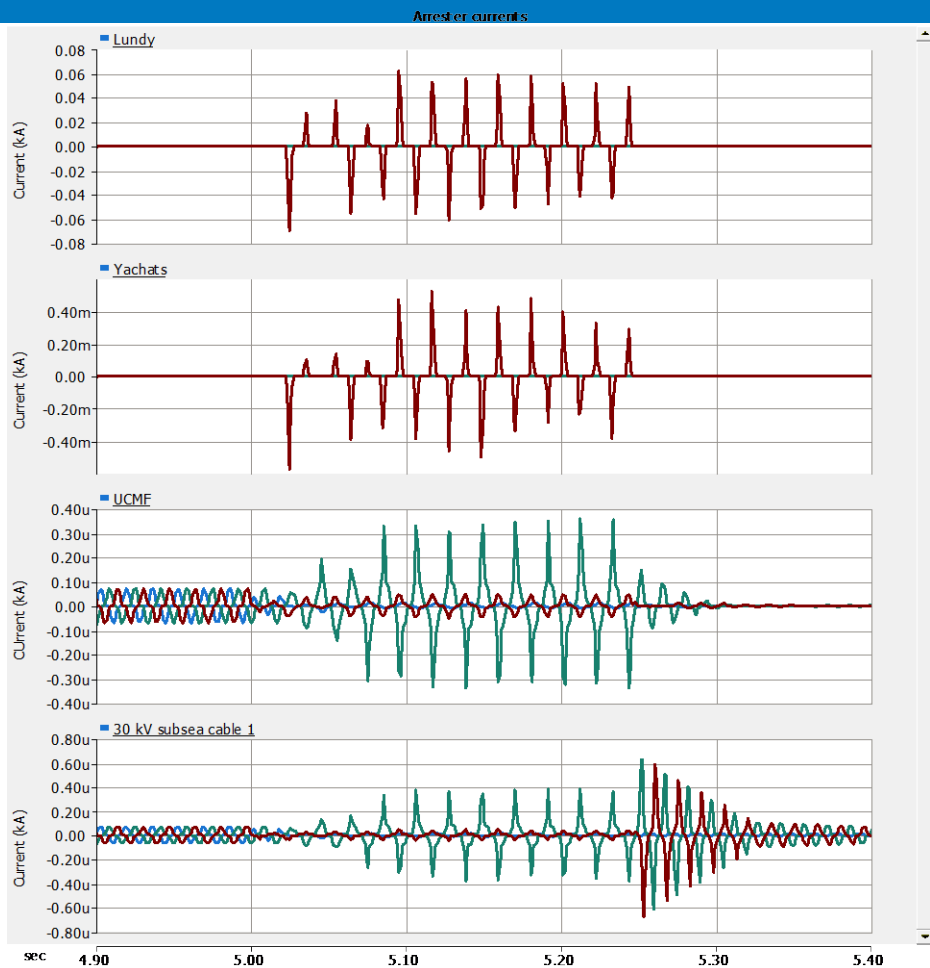 Arrester currents
Lundy
0.08
0.06
0.04
0.02
0.00
-0.02
-0.04
-0.06
-0.08
Current (kA)
Yachats
0.40m
0.20m
0.00
-0.20m
-0.40m
Current (kA)
UCMF
0.40u
0.30u
0.20u
0.10u
0.00
-0.10u
-0.20u
-0.30u
-0.40u
CUrrent (kA)
30 kV subsea cable 1
0.80u
0.60u
0.40u
0.20u
0.00
-0.20u
-0.40u
-0.60u
-0.80u
Current (kA)
sec 4.90 5.00 5.10 5.20 5.30 5.40